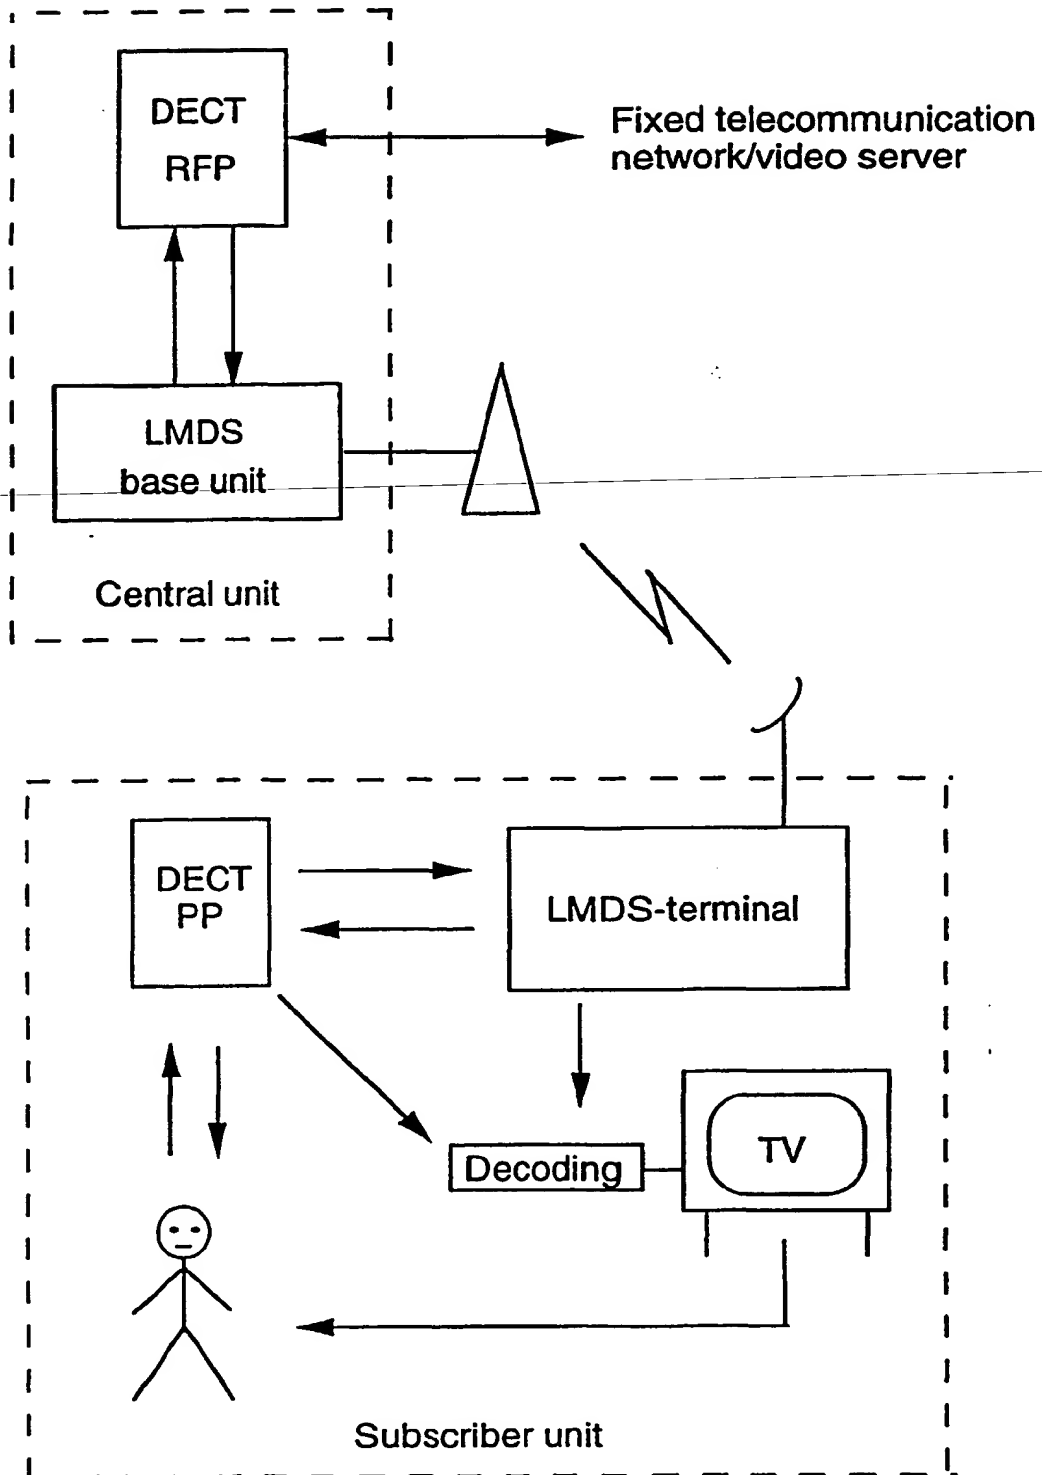 DECT
RFP
Fixed telecommunication
network/video server
LMDS
base unit
Central unit
DECT
PP
LMDS-terminal
Decoding
TV
Subscriber unit